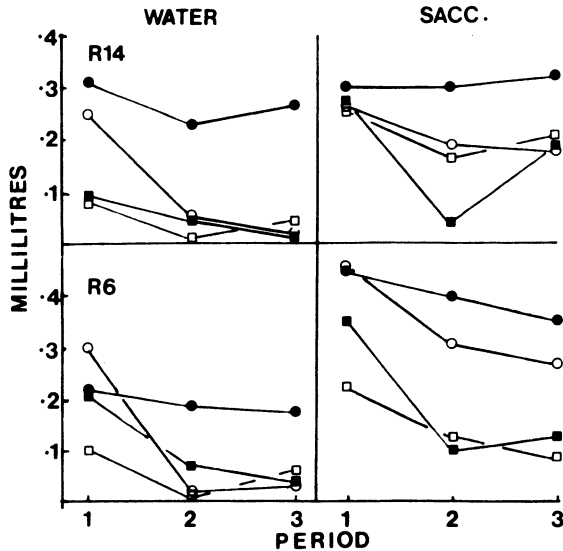 WATER SACC.
·4
R14
·3
·2
·1
MILLILITRES
R6
·4
·3
·2
·1
1 2 3 1 2 3
PERIOD